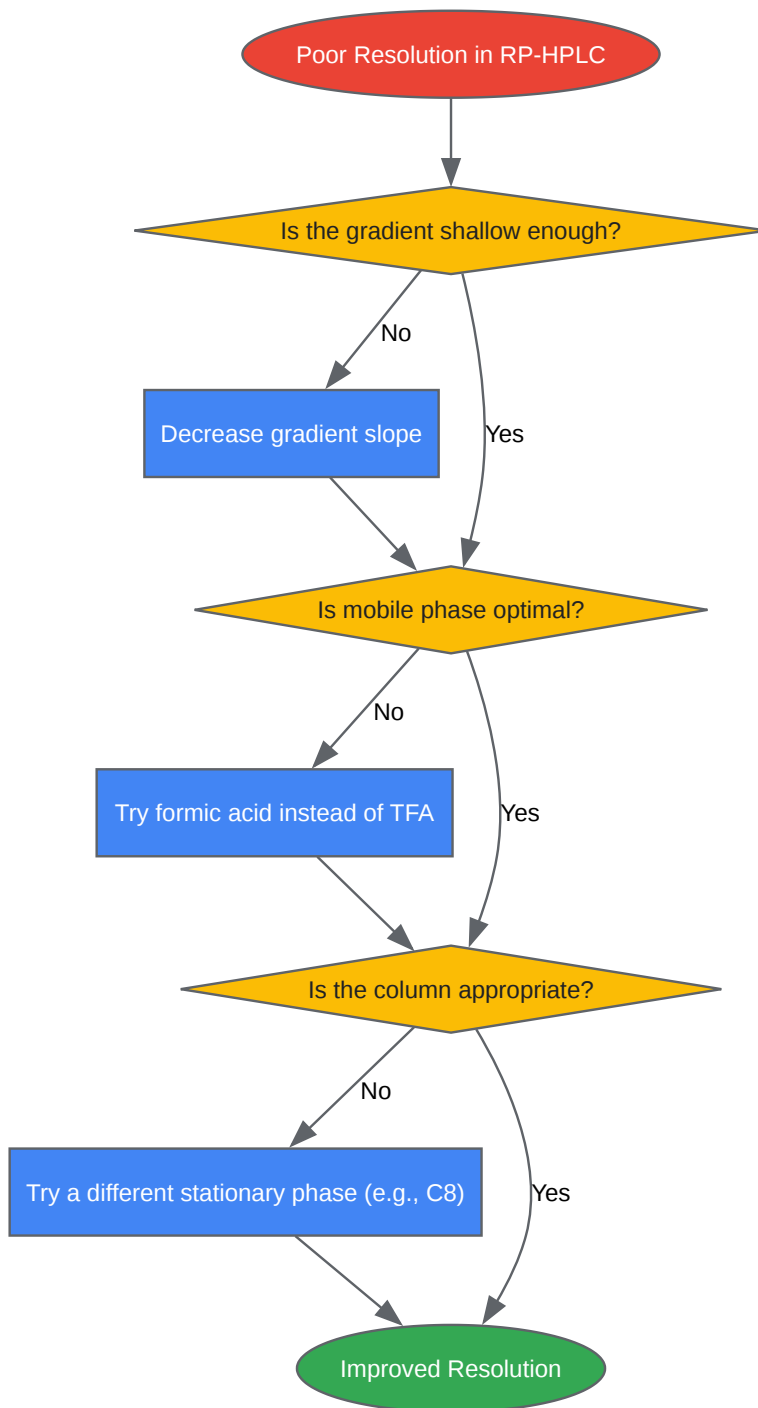 Poor Resolution in RP-HPLC
Is the gradient shallow enough?
No
Decrease gradient slope
Yes
Is mobile phase optimal?
No
Try formic acid instead of TFA
Yes
Is the column appropriate?
No
Try a different stationary phase (e.g., C8)
Yes
Improved Resolution